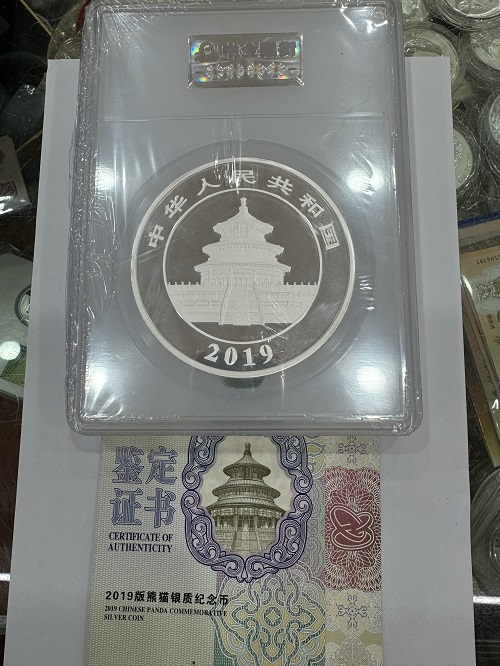 中华人民共和国
2019
鉴定
证书
CERTIFICATE OF
AUTHENTICITY
2019版熊猫银质纪念币
2019 CHINESE PANDA COMMEMORATIVE
SILVER COIN